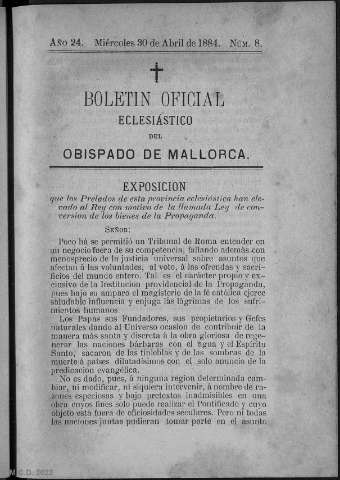 AÑO 24. Miércoles 30 de Abril de 1884. NÚM. 8.
BOLETIN OFICIAL
ECLESIÁSTICO
DEL
OBISPADO DE MALLORCA.
EXPOSICION
que los Prelados de esta provincia eclesiástica han ele-
vado al Rey con motivo de la llamada Ley de con-
version de los bienes de la Propaganda.
SEÑOR:
Poco há se permitió un Tribunal de Roma entender en
un negocio fuera de su competencia, fallando además con
menosprecio de la justicia universal sobre asuntos que
afectan á las voluntades, al voto, á las ofrendas y sacri-
ficios del mundo entero. Tal es el carácter propio y ex-
clusivo de la Institucion providencial de la Propaganda,
pues bajo su amparo el magisterio de la fé católica ejerce
saludable influencia y enjuga las lágrimas de los sufri-
mientos humanos
Los Papas sus Fundadores, sus propietarios y Gefes
naturales dando al Universo ocasion de contribuir de la
manera más santa y discreta á la obra gloriosa de rege-
nerar las naciones bárbaras con el agua y el Espíritu
Santo, sacaron de las tinieblas y de las sombras de la
muerte á países dilatadísimos con el solo anuncio de la
predicacion evangélica.
No es dado, pues, á ninguna region determinada cam-
biar, ni modificar, ni siquiera intervenir, á nombre de ra-
zones especiosas y bajo pretextos inadmisibles en una
obra cuyos fines solo puede realizar el Pontificado y cuyo
objeto está fuera de oficiosidades seculares. Pero ni todas
las naciones juntas pudieran tomar parte en el asunto
M.C.D. 2022